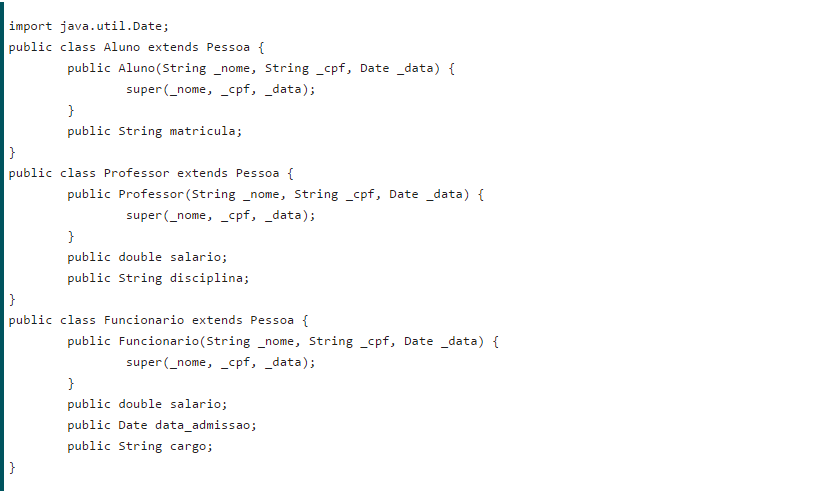 import java.util.Date;
public class Aluno extends Pessoa {
public Aluno(String _nome, String _cpf, Date _data) {
super(_nome, _cpf, _data);
}
public String matricula;
}
public class Professor extends Pessoa {
public Professor(String _nome, String _cpf, Date _data) {
super(_nome, _cpf, _data);
}
public double salario;
public String disciplina;
}
public class Funcionario extends Pessoa {
public Funcionario(String _nome, String _cpf, Date _data) {
super(_nome, _cpf, _data);
}
public double salario;
public Date data_admissao;
public String cargo;
}